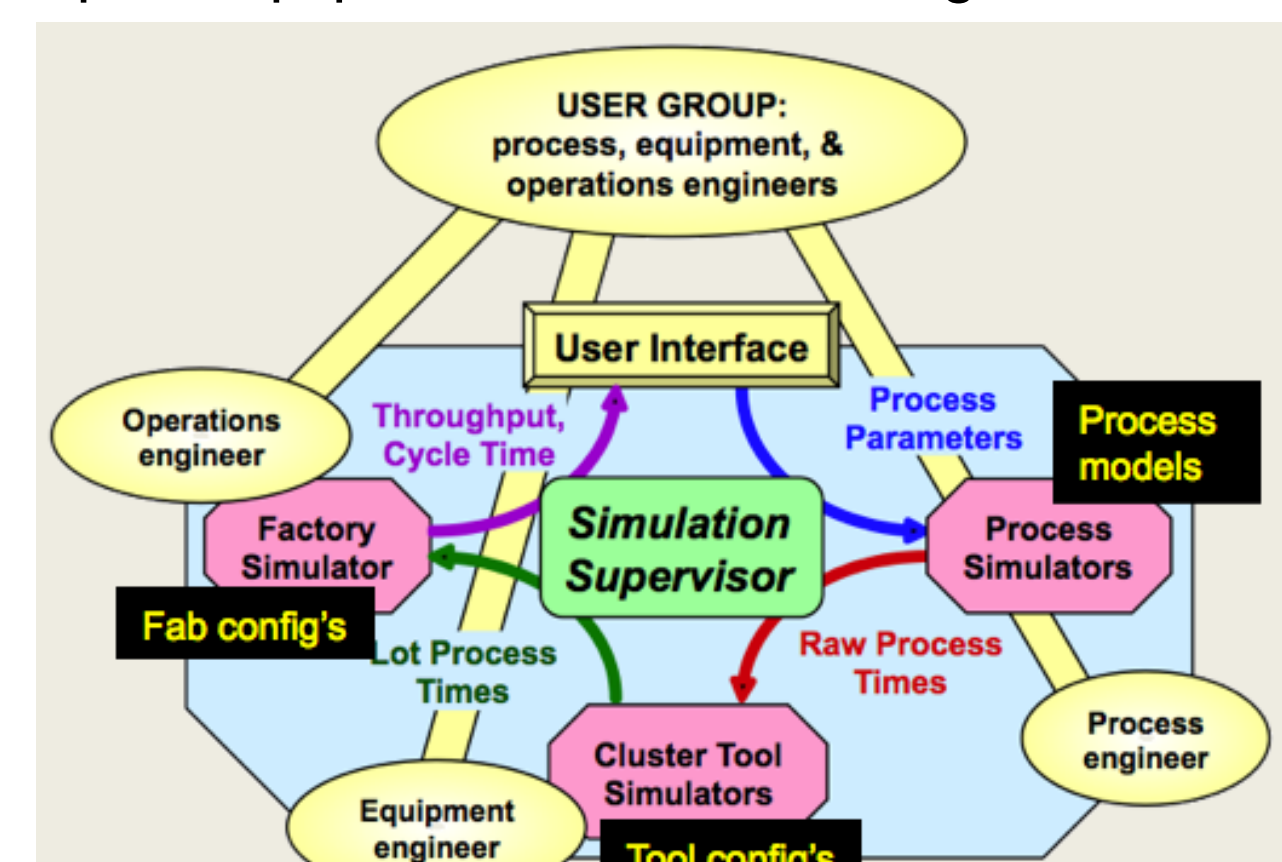 USER GROUP:
process, equipment, &
operations engineers
User Interface
Operations
engineer
Throughput,
Cycle Time
Process
Parameters
Process
models
Factory
Simulator
Simulation
Supervisor
Process
Simulators
Fab config's
Lot Process
Times
Raw Process
Times
Process
engineer
Cluster Tool
Simulators
Equipment
engineer
Tool config's